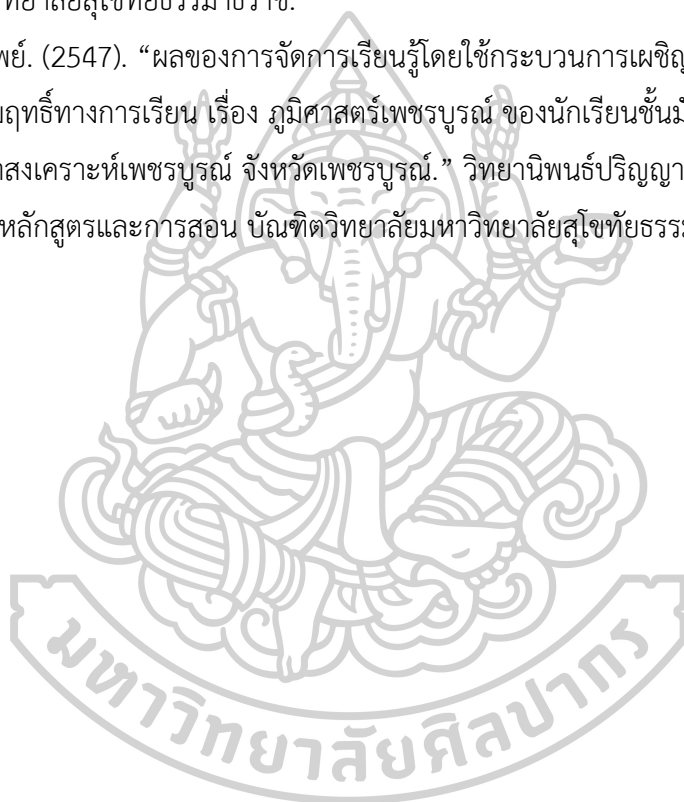 ทยาลัยสุโขทัยธรรมาธิราช.
พย์. (2547). “ผลของการจัดการเรียนรู้โดยใช้กระบวนการเผชิญ
ฤทธิ์ทางการเรียน เรื่อง ภูมิศาสตร์เพชรบูรณ์ ของนักเรียนชั้นมั
สงเคราะห์เพชรบูรณ์ จังหวัดเพชรบูรณ์.” วิทยานิพนธ์ปริญญา
หลักสูตรและการสอน บัณฑิตวิทยาลัยมหาวิทยาลัยสุโขทัยธรรม
มหาวิทยาลัยศิลปากร